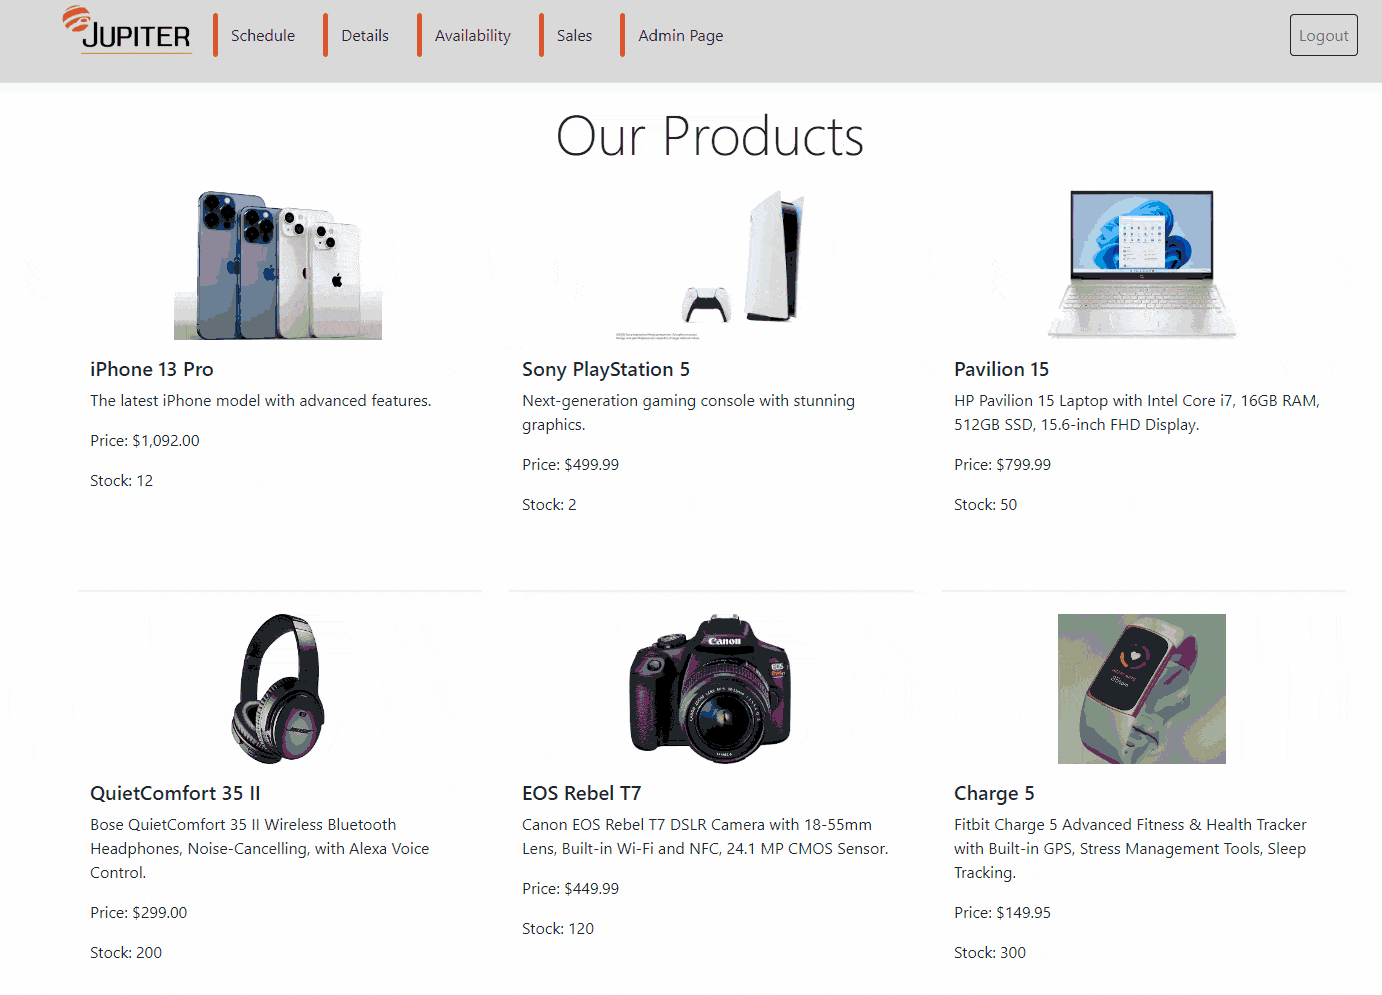 JUPITER
Schedule
Details
Availability
Sales
Admin Page
Logout
Our Products
iPhone 13 Pro
The latest iPhone model with advanced features.
Price: $1,092.00
Stock: 12
Sony PlayStation 5
Next-generation gaming console with stunning
graphics.
Price: $499.99
Stock: 2
Pavilion 15
HP Pavilion 15 Laptop with Intel Core i7, 16GB RAM,
512GB SSD, 15.6-inch FHD Display.
Price: $799.99
Stock: 50
QuietComfort 35 II
Bose QuietComfort 35 II Wireless Bluetooth
Headphones, Noise-Cancelling, with Alexa Voice
Control.
Price: $299.00
Stock: 200
Canon
EOS
EOS Rebel T7
Canon EOS Rebel T7 DSLR Camera with 18-55mm
Lens, Built-in Wi-Fi and NFC, 24.1 MP CMOS Sensor.
Price: $449.99
Stock: 120
Charge 5
Fitbit Charge 5 Advanced Fitness & Health Tracker
with Built-in GPS, Stress Management Tools, Sleep
Tracking.
Price: $149.95
Stock: 300